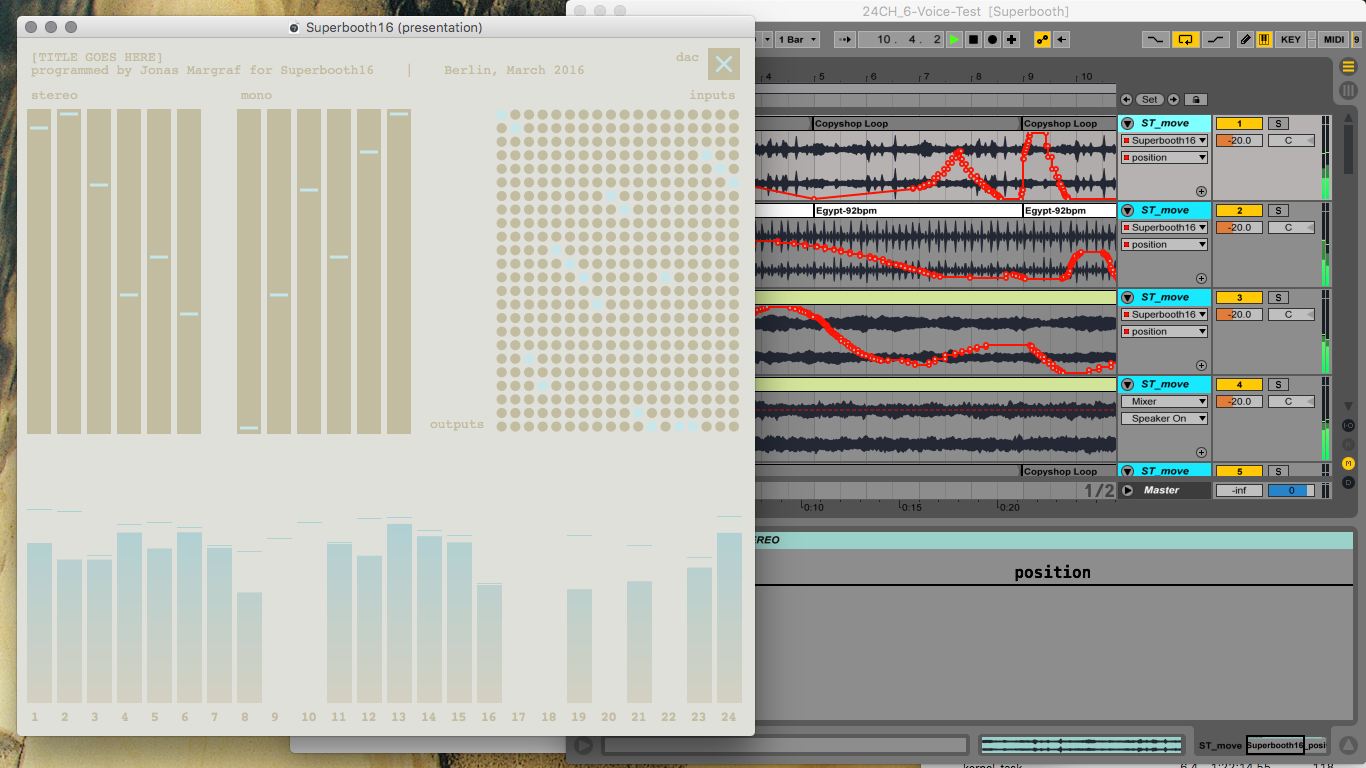 Superbooth16 (presentation)
24CH_6-Voice-Test [Superbooth]
[TITLE GOES HERE]
programmed by Jonas Margraf for Superbooth16 | Berlin, March 2016
dac
stereo
mono
inputs
outputs
1 2 3 4 5 6 7 8 9 10 11 12 13 14 15 16 17 18 19 20 21 22 23 24
1 Bar
10. 4. 2
KEY
MIDI
9
4 5 6 7 8 9 10
Set
Copyshop Loop
Copyshop Loop
ST_move
1
S
Superbooth16
-20.0
C
position
Egypt-92bpm
Egypt-92bpm
ST_move
2
S
Superbooth16
-20.0
C
position
ST_move
3
S
Superbooth16
-20.0
C
position
ST_move
4
S
Mixer
-20.0
C
Speaker On
Copyshop Loop
ST_move
5
S
1/2
Master
-inf
0
0:10
0:15
0:20
EREO
position
ST_move
Superbooth16_posi